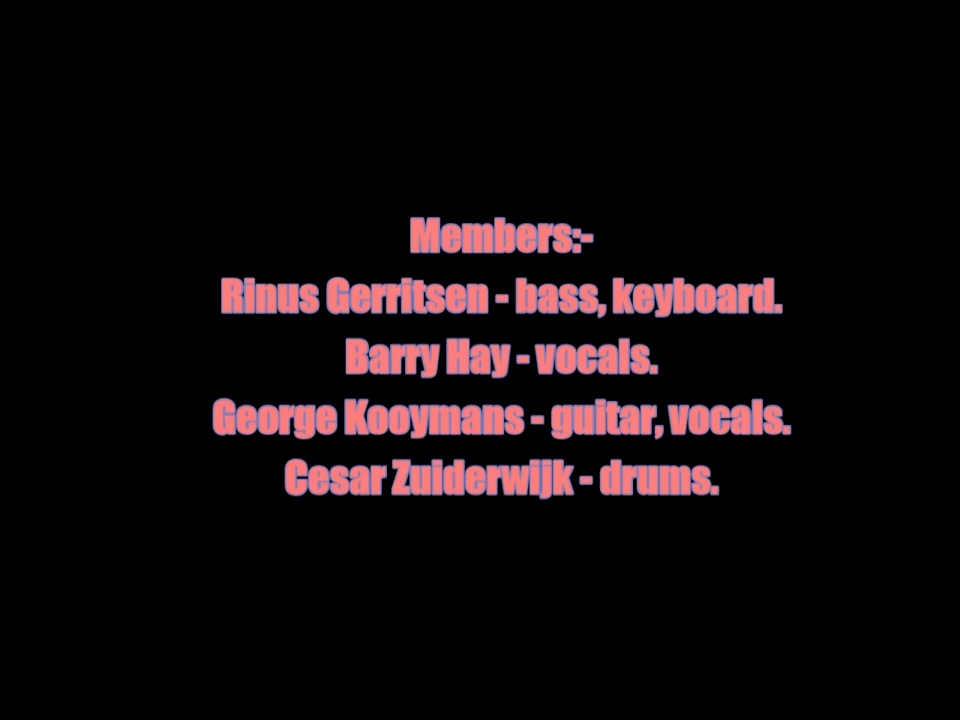 Members:-
Rinus Gerritsen - bass, keyboard.
Barry Hay - vocals.
George Kooymans - guitar, vocals.
Cesar Zuiderwijk - drums.